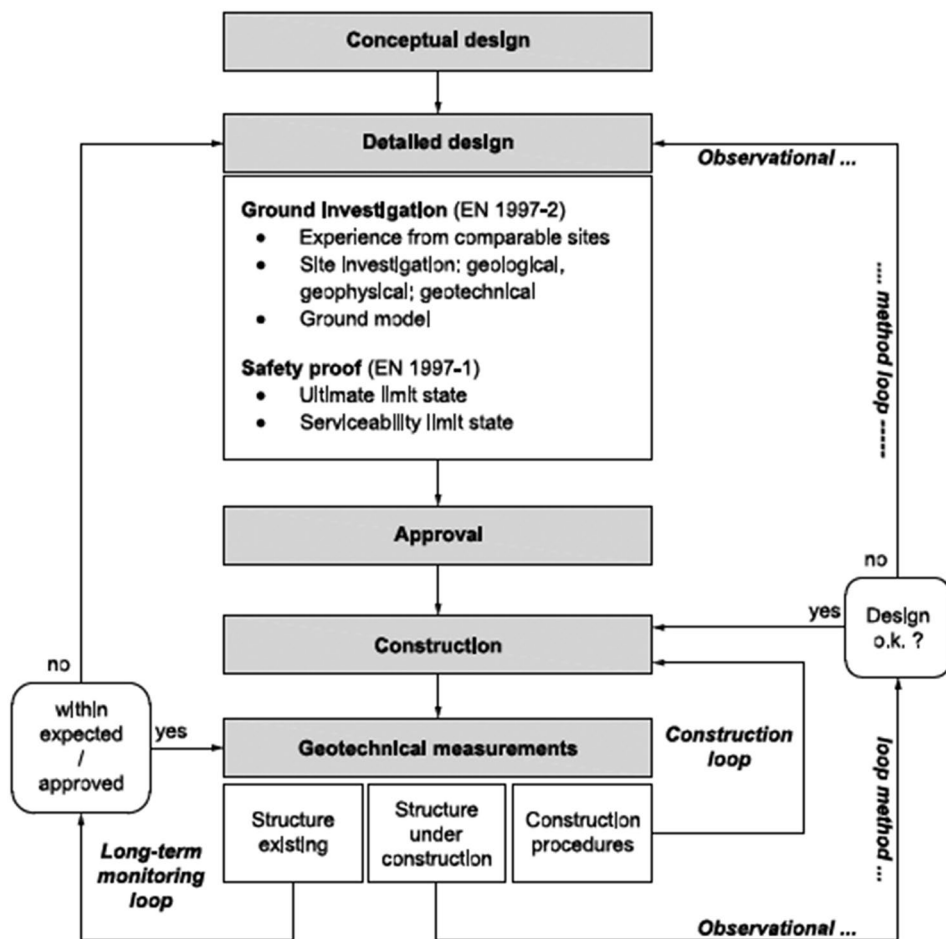 Conceptual design
Detailed design
Observational ...
Ground investigation (EN 1997-2)
• Experience from comparable sites
• Site investigation: geological,
geophysical; geotechnical
• Ground model
Safety proof (EN 1997-1)
• Ultimate limit state
• Serviceability limit state
.... method loop -----
Approval
no
yes
Design
o.k. ?
Construction
no
within
expected
/
approved
yes
Geotechnical measurements
Construction
loop
loop method ...
Structure
existing
Structure
under
construction
Construction
procedures
Long-term
monitoring
loop
Observational ...